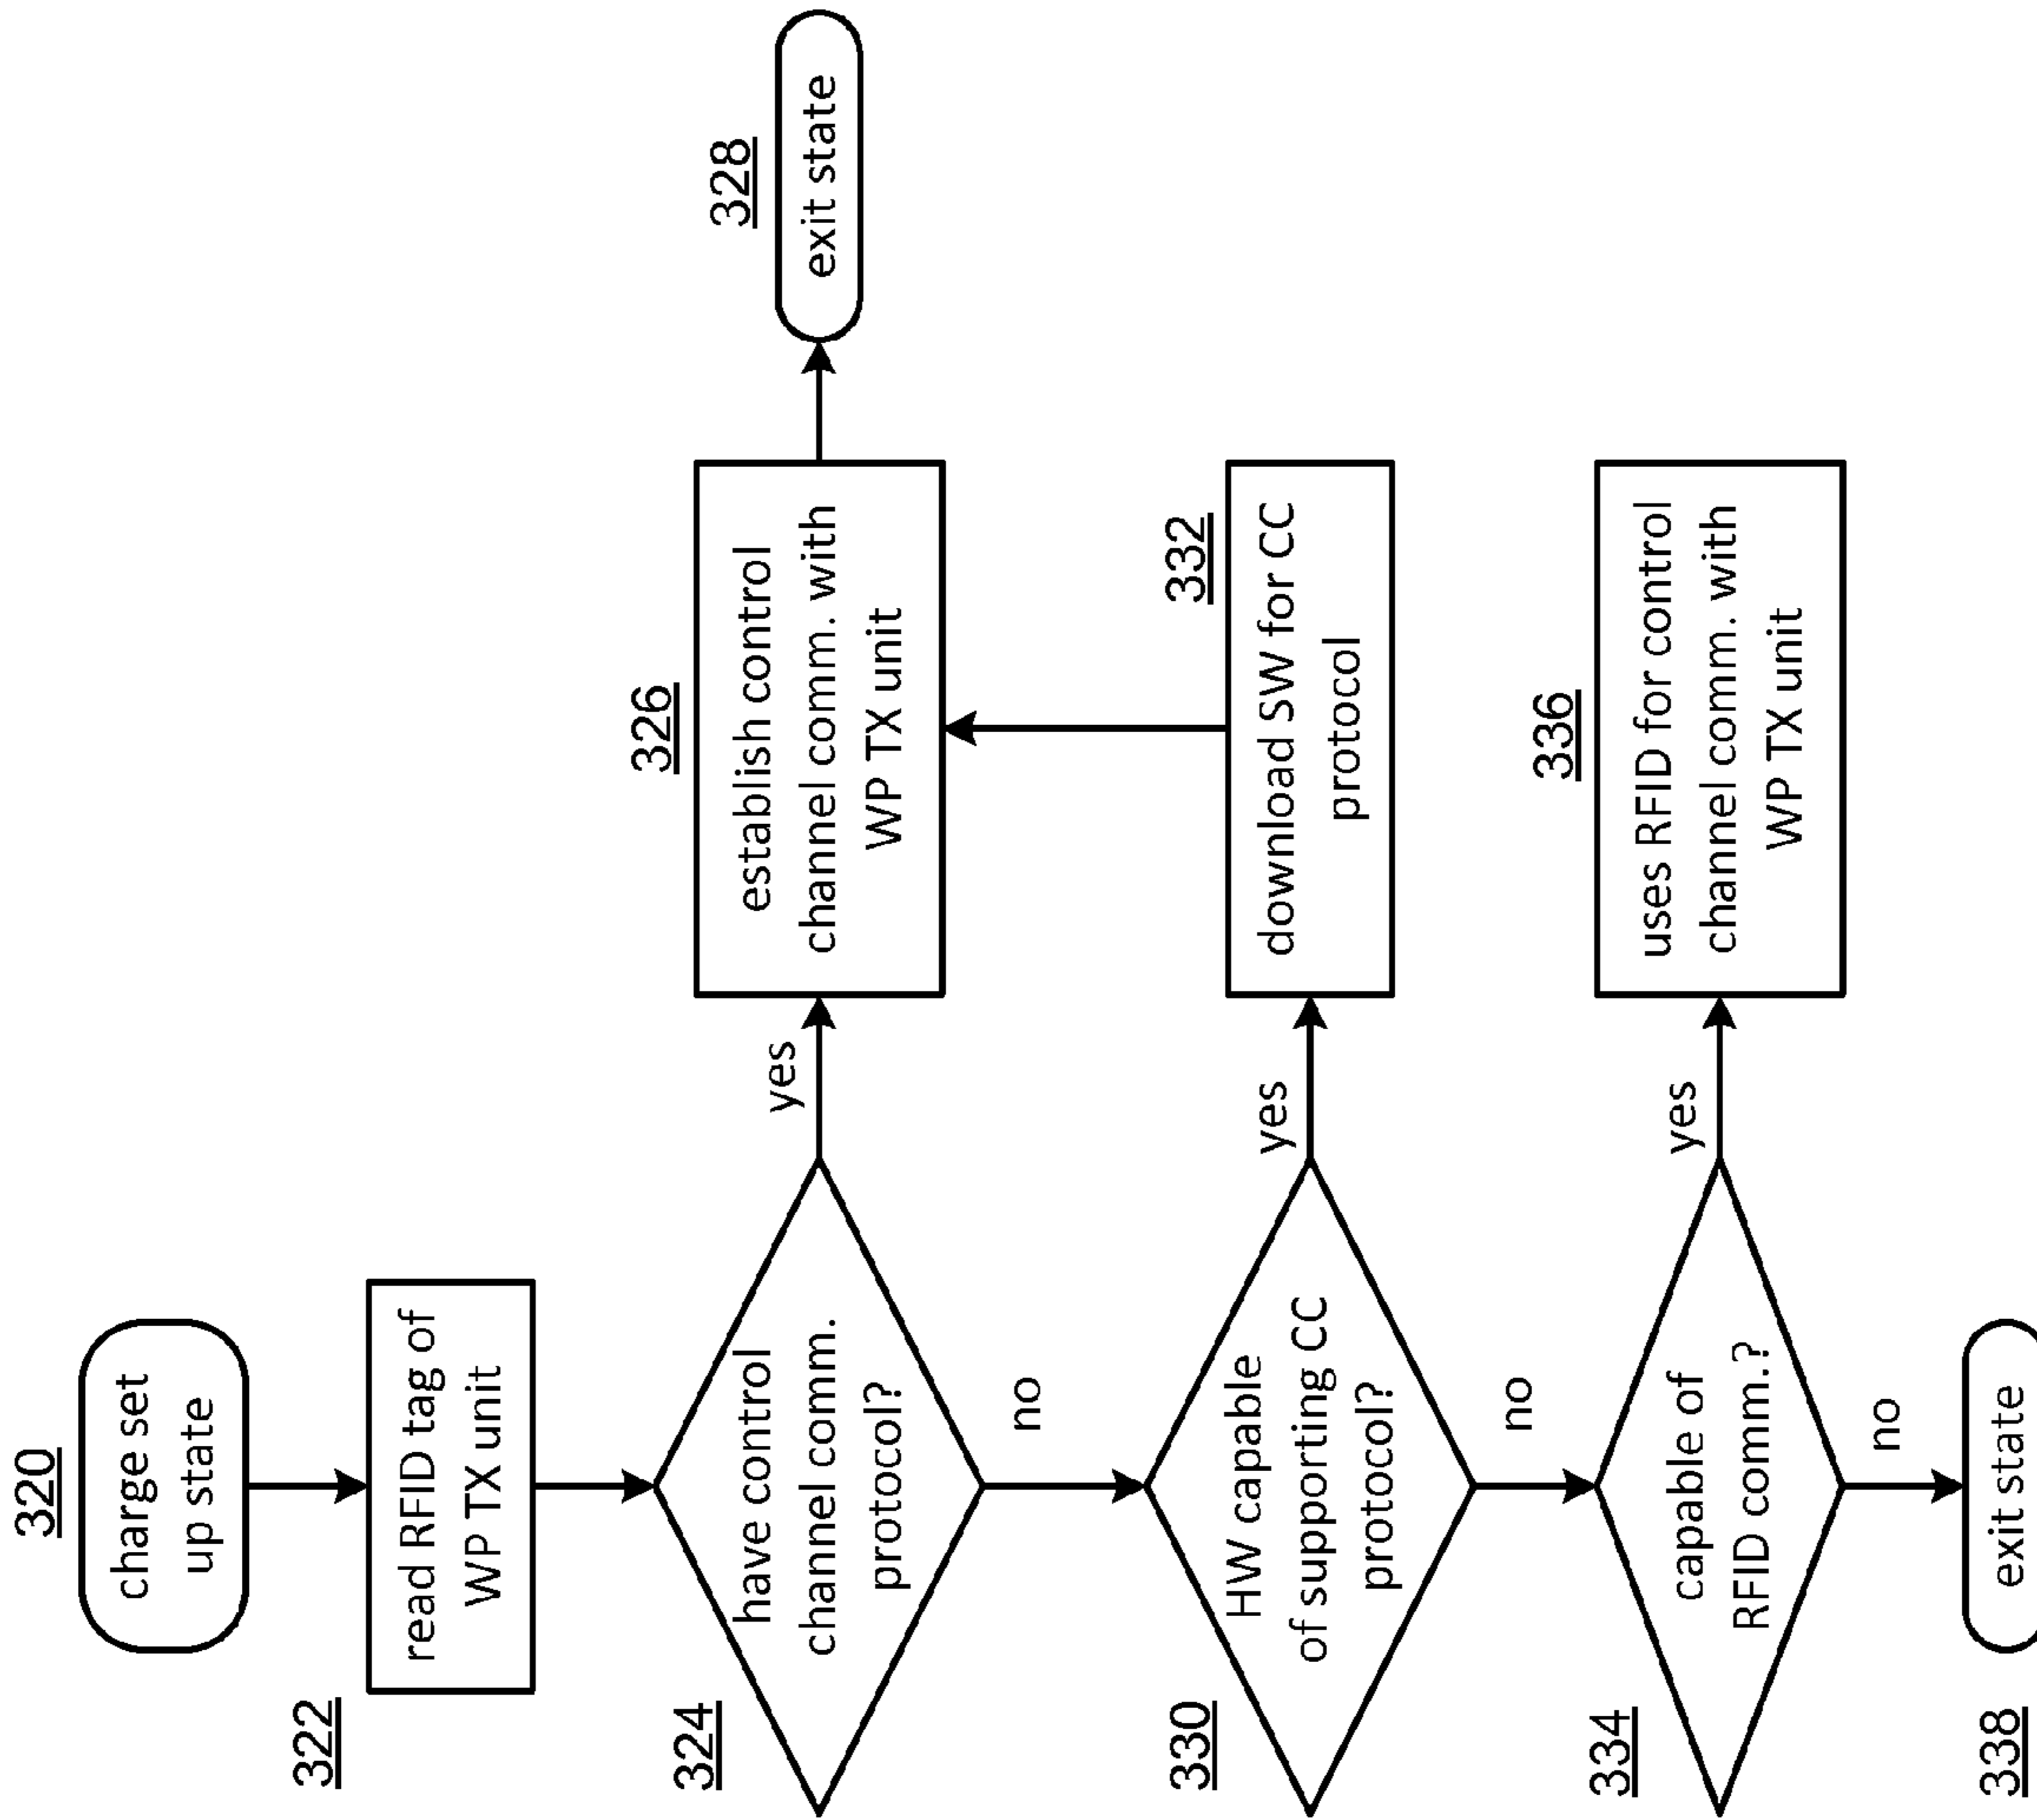 320
charge set
up state
322
read RFID tag of
WP TX unit
324
have control
channel comm.
protocol?
yes
no
326
establish control
channel comm. with
WP TX unit
328
exit state
330
HW capable
of supporting CC
protocol?
yes
no
332
download SW for CC
protocol
334
capable of
RFID comm.?
yes
no
336
uses RFID for control
channel comm. with
WP TX unit
338
exit state